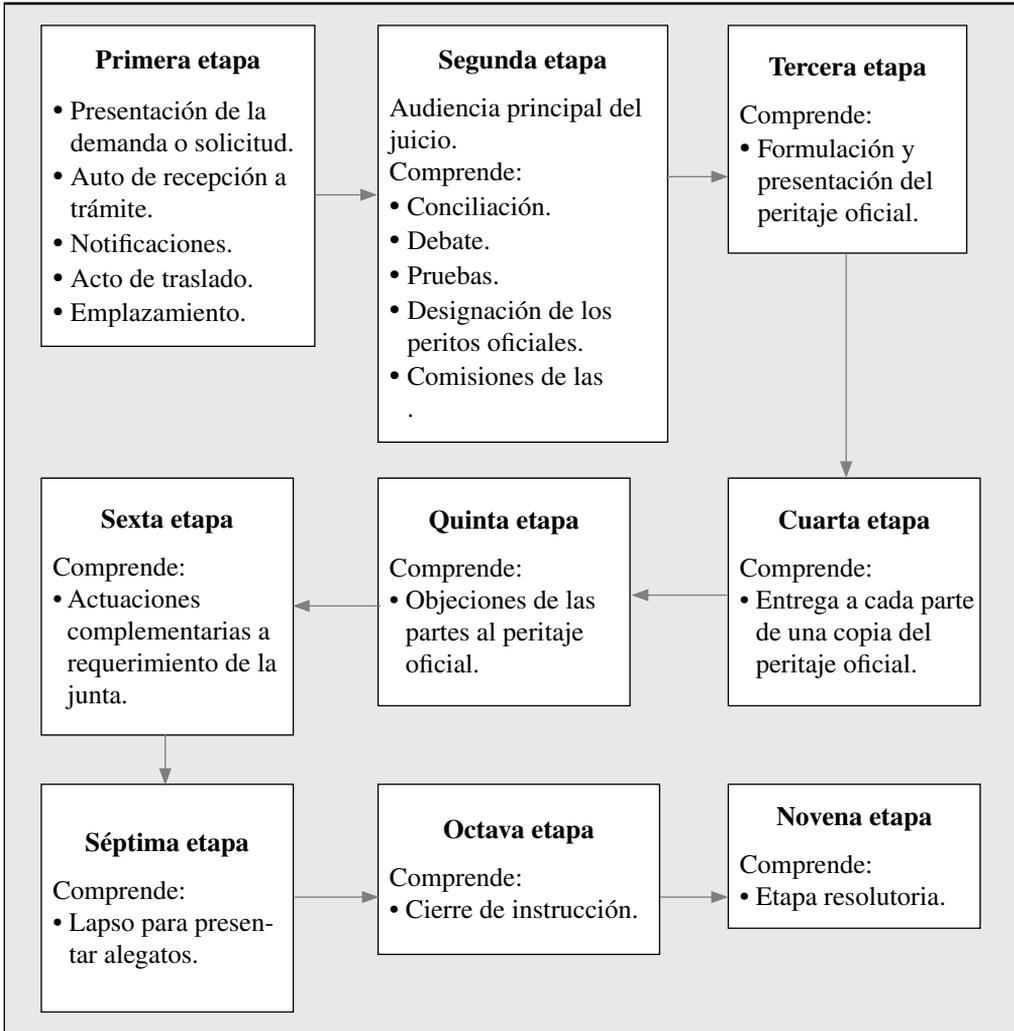 Primera etapa
• Presentación de la
demanda o solicitud.
• Auto de recepción a
trámite.
• Notificaciones.
• Acto de traslado.
• Emplazamiento.
Segunda etapa
Audiencia principal del
juicio.
Comprende:
• Conciliación.
• Debate.
• Pruebas.
• Designación de los
peritos oficiales.
• Comisiones de las
.
Tercera etapa
Comprende:
• Formulación y
presentación del
peritaje oficial.
Cuarta etapa
Comprende:
• Entrega a cada parte
de una copia del
peritaje oficial.
Quinta etapa
Comprende:
• Objeciones de las
partes al peritaje
oficial.
Sexta etapa
Comprende:
• Actuaciones
complementarias a
requerimiento de la
junta.
Séptima etapa
Comprende:
• Lapso para presen-
tar alegatos.
Octava etapa
Comprende:
• Cierre de instrucción.
Novena etapa
Comprende:
• Etapa resolutoria.